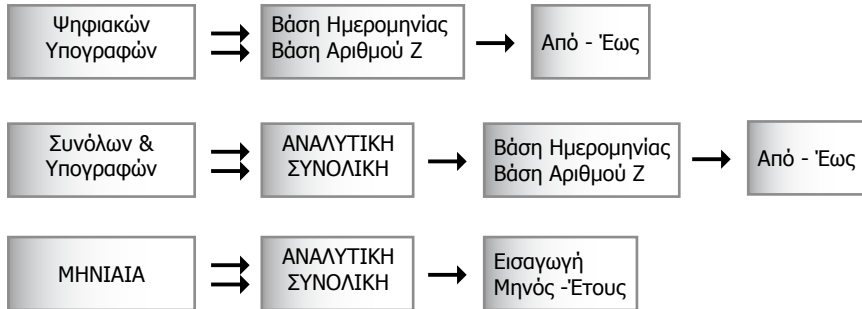 Ψηφιακών
Υπογραφών
Βάση Ημερομηνίας
Βάση Αριθμού Ζ
Από - Έως
Συνόλων &
Υπογραφών
ΑΝΑΛΥΤΙΚΗ
ΣΥΝΟΛΙΚΗ
Βάση Ημερομηνίας
Βάση Αριθμού Ζ
Από - Έως
ΜΗΝΙΑΙΑ
ΑΝΑΛΥΤΙΚΗ
ΣΥΝΟΛΙΚΗ
Εισαγωγή
Μηνός -Έτους